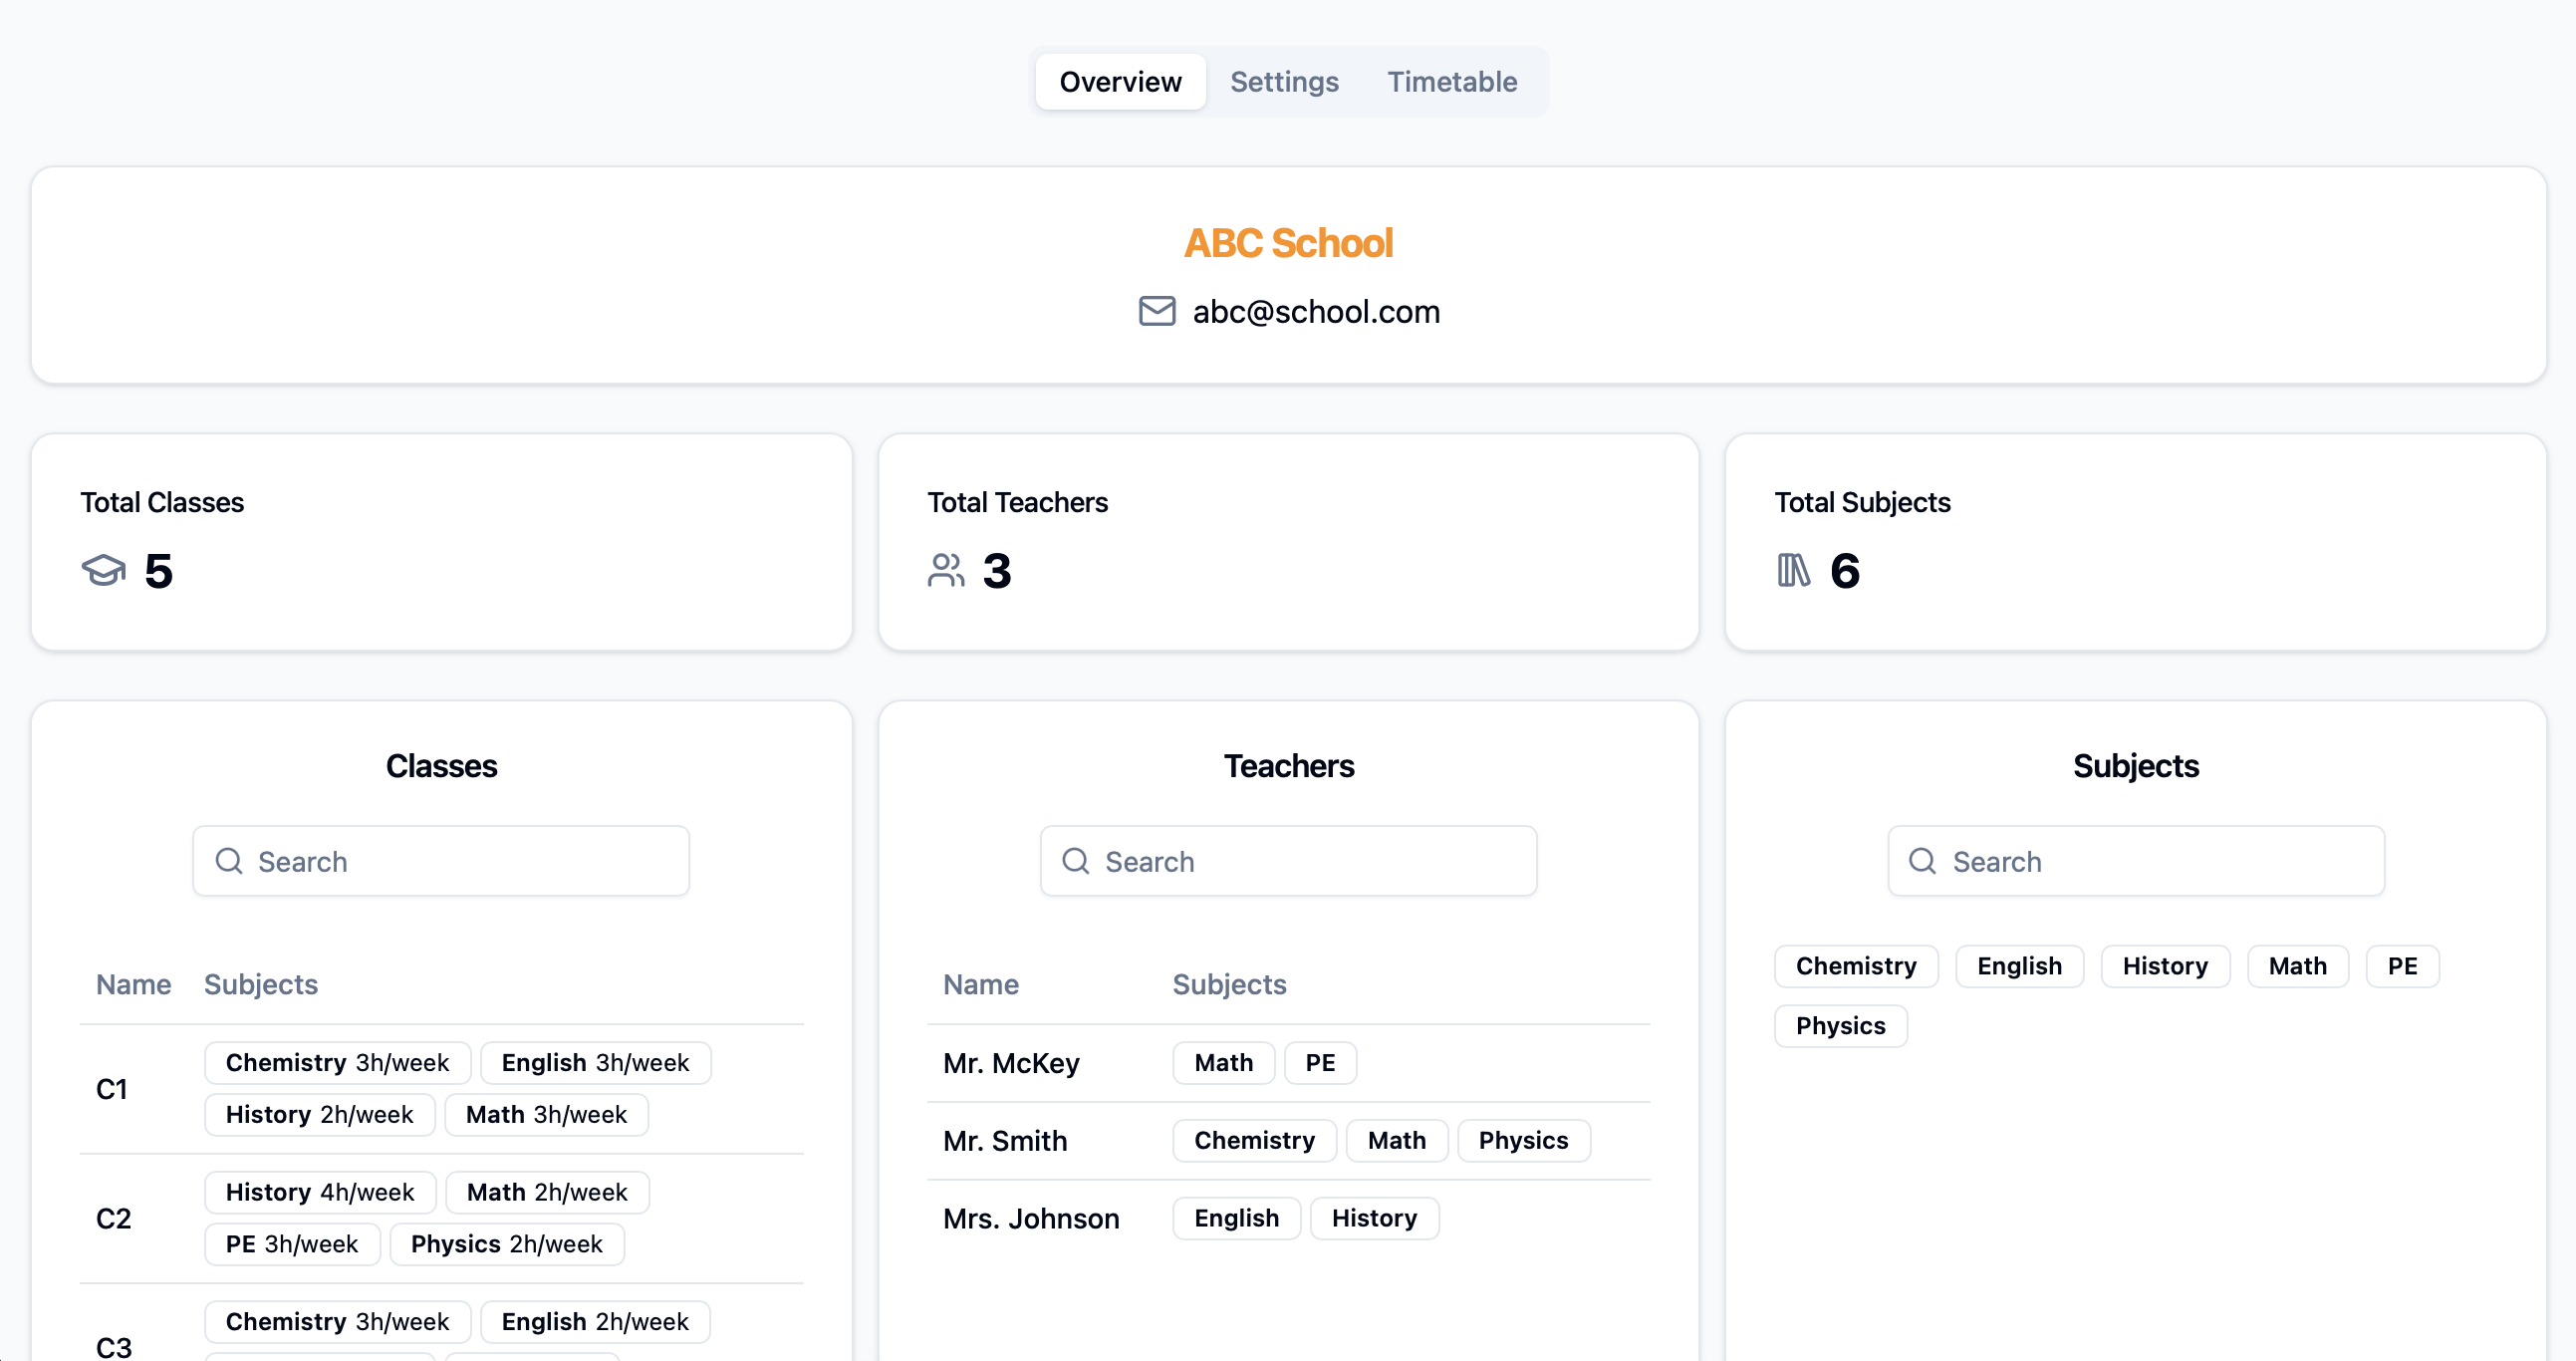 Overview Settings Timetable
ABC School
abc@school.com
Total Classes
5
Total Teachers
3
Total Subjects
6
Classes
Search
Name Subjects
C1
Chemistry 3h/week English 3h/week
History 2h/week Math 3h/week
C2
History 4h/week Math 2h/week
PE 3h/week Physics 2h/week
C3
Chemistry 3h/week English 2h/week
Teachers
Search
Name Subjects
Mr. McKey Math PE
Mr. Smith Chemistry Math Physics
Mrs. Johnson English History
Subjects
Search
Chemistry English History Math PE
Physics